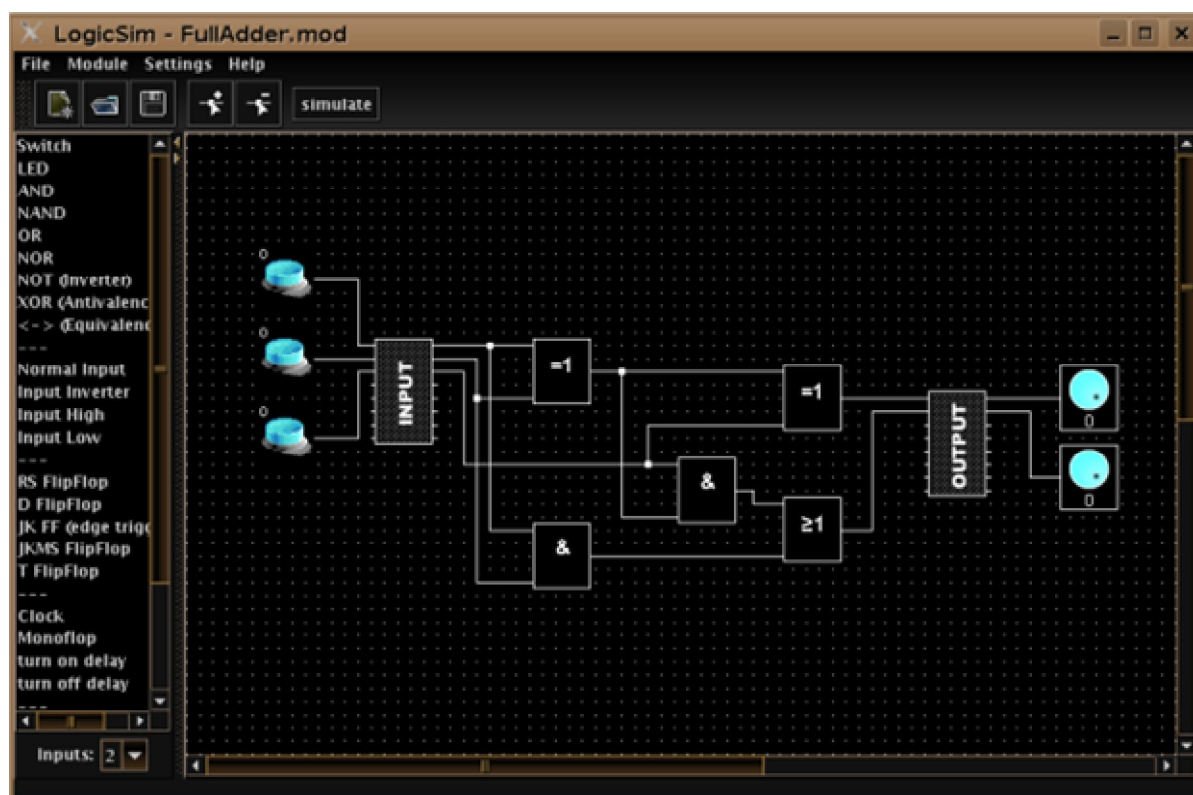 LogicSim - FullAdder.mod
File Module Settings Help
simulate
Switch
LED
AND
NAND
OR
NOR
NOT (Inverter)
XOR (Antivalenc
<-> (Equivalenc
---
Normal Input
Input Inverter
Input High
Input Low
---
RS FlipFlop
D FlipFlop
JK FF (edge trigg
JKMS FlipFlop
T FlipFlop
---
Clock
Monoflop
turn on delay
turn off delay
---
Inputs: 2
0
0
0
INPUT
=1
&
&
=1
≥1
OUTPUT
0
0